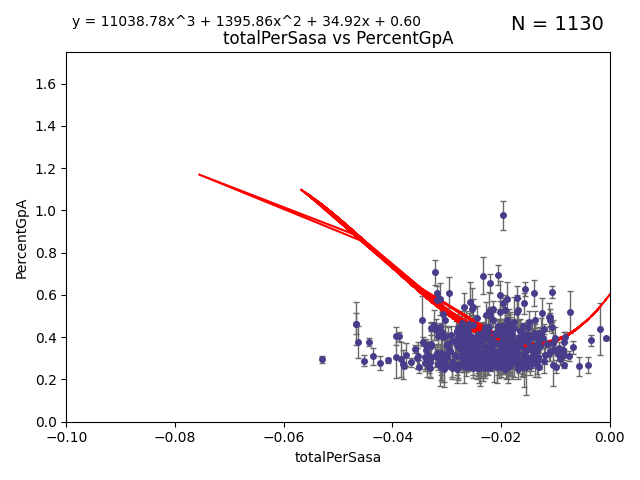 y = 11038.78x^3 + 1395.86x^2 + 34.92x + 0.60
N = 1130
totalPerSasa vs PercentGpA
PercentGpA
1.6
1.4
1.2
1.0
0.8
0.6
0.4
0.2
0.0
−0.10 −0.08 −0.06 −0.04 −0.02 0.00
totalPerSasa